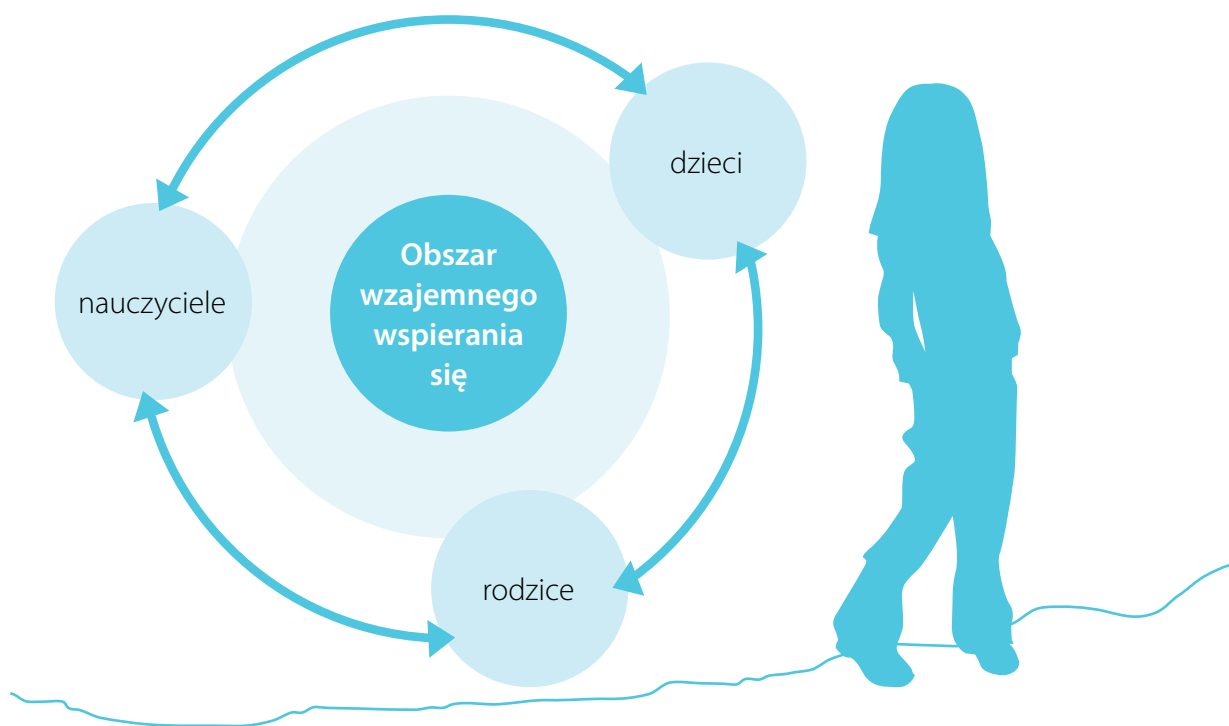 dzieci
nauczyciele
Obszar
wzajemnego
wspierania
się
rodzice